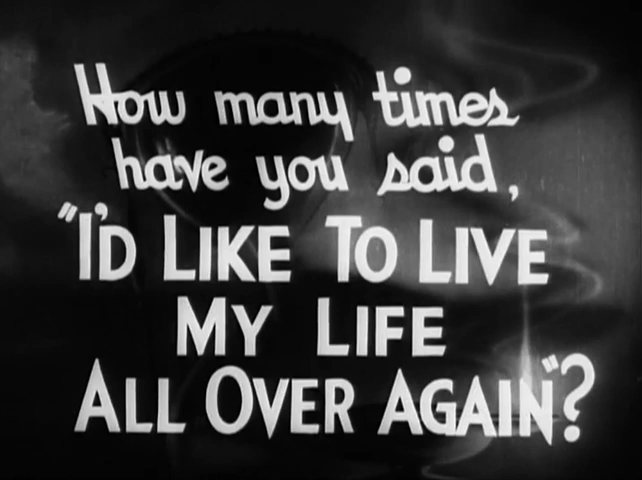 How many times
have you said,
"I'D LIKE TO LIVE
MY LIFE
ALL OVER AGAIN"?